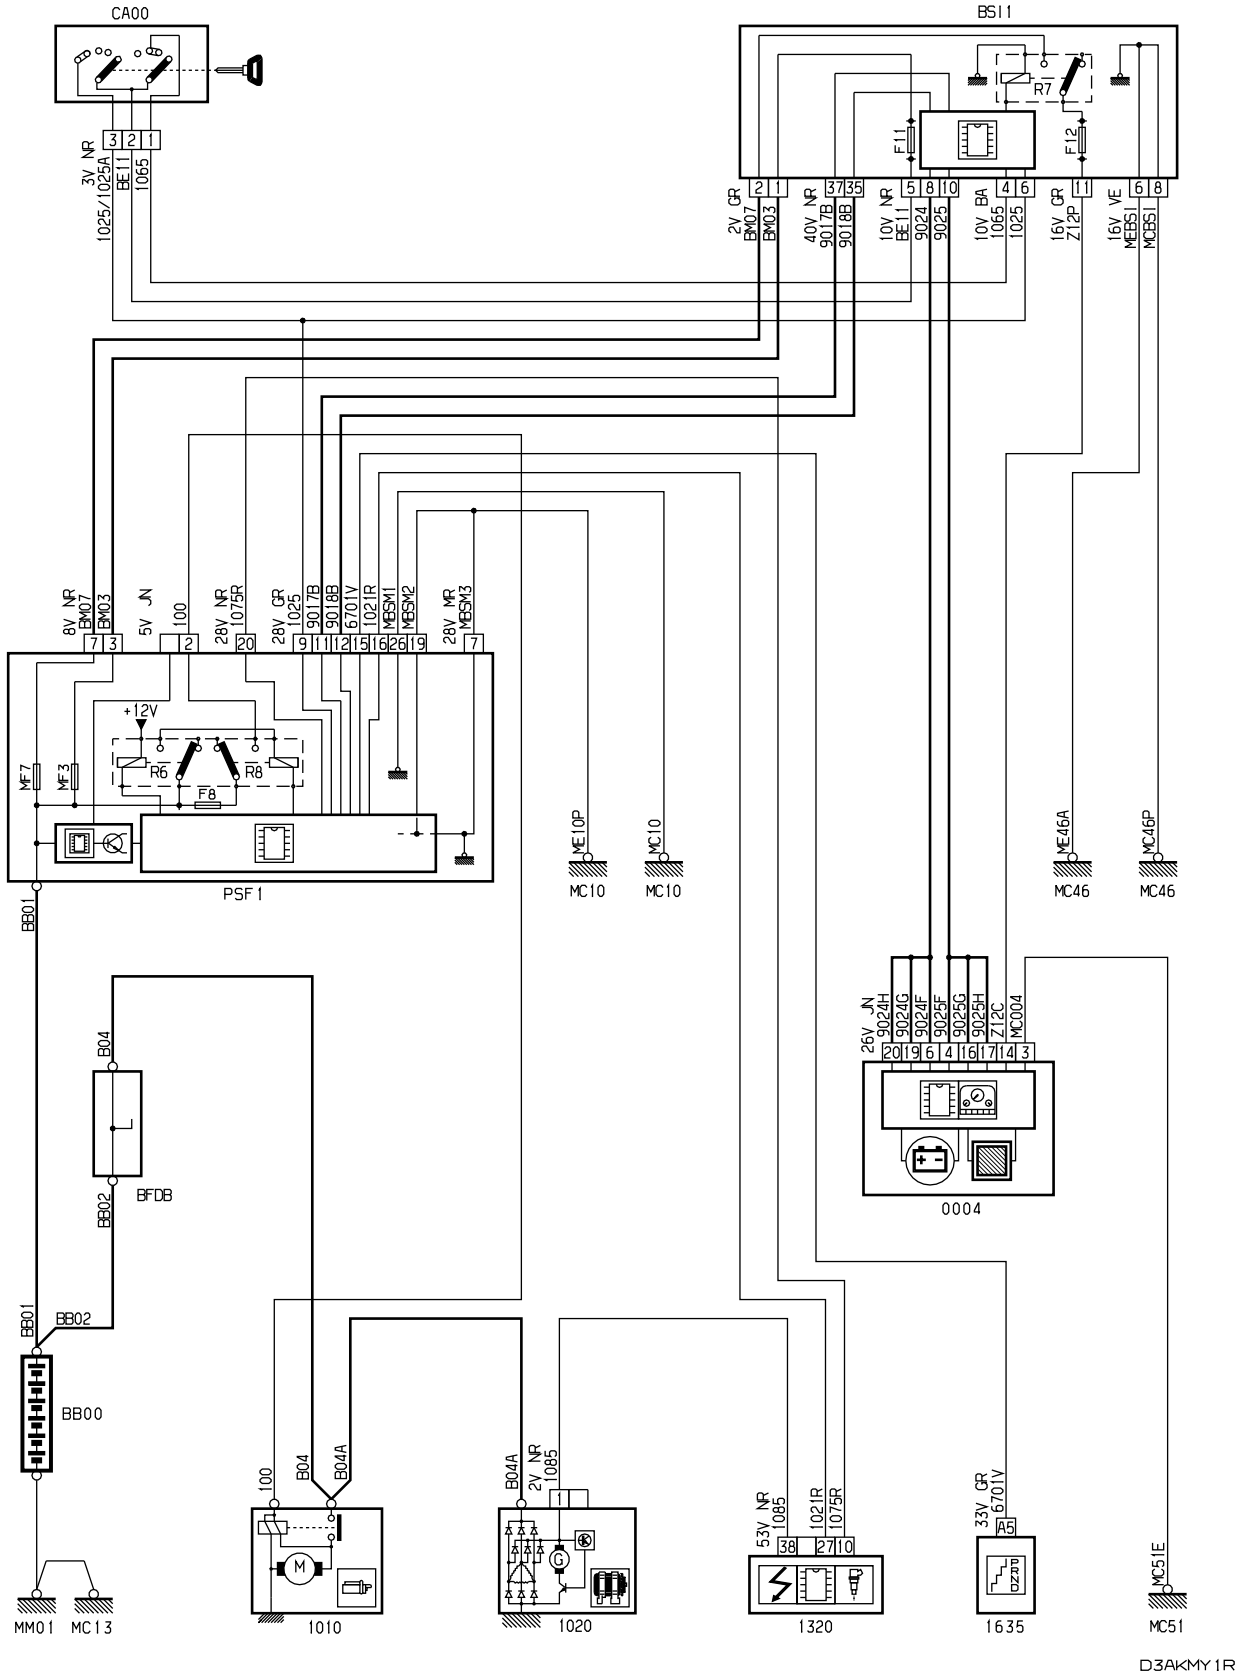 CA00
BSI1
R7
F11
F12
3 2 1
3V NR
1025/1025A
BE11
1065
2 1 37 35 5 8 10 4 6 11 6 8
2V GR
BM07
BM03
40V NR
9017B
9018B
10V NR
BE11
9024
9025
10V BA
1065
1025
16V GR
Z12P
16V VE
MEBSI
MCBSI
8V NR
BM07
BM03
5V JN
100
28V NR
1075R
28V GR
1025
9017B
9018B
6701V
1021R
MBSM1
MBSM2
28V MR
MBSM3
7 3 2 20 9 11 12 15 16 26 19 7
+12V
R6
R8
MF7
MF3
F8
PSF1
ME10P
MC10
MC10
MC10
ME46A
MC46P
MC46
MC46
BB01
B04
BFDB
BB02
26V JN
9024H
9024G
9024F
9025F
9025G
9025H
Z12C
MC004
20 19 6 4 16 17 14 3
+ -
0004
BB01
BB02
BB00
MM01
MC13
100
B04
B04A
M
1010
B04A
2V NR
1085
1
G
1020
53V NR
1085
1021R
1075R
38 27 10
1320
33V GR
6701V
A5
P
R
N
D
1635
MC51E
MC51
D3AKMY1R